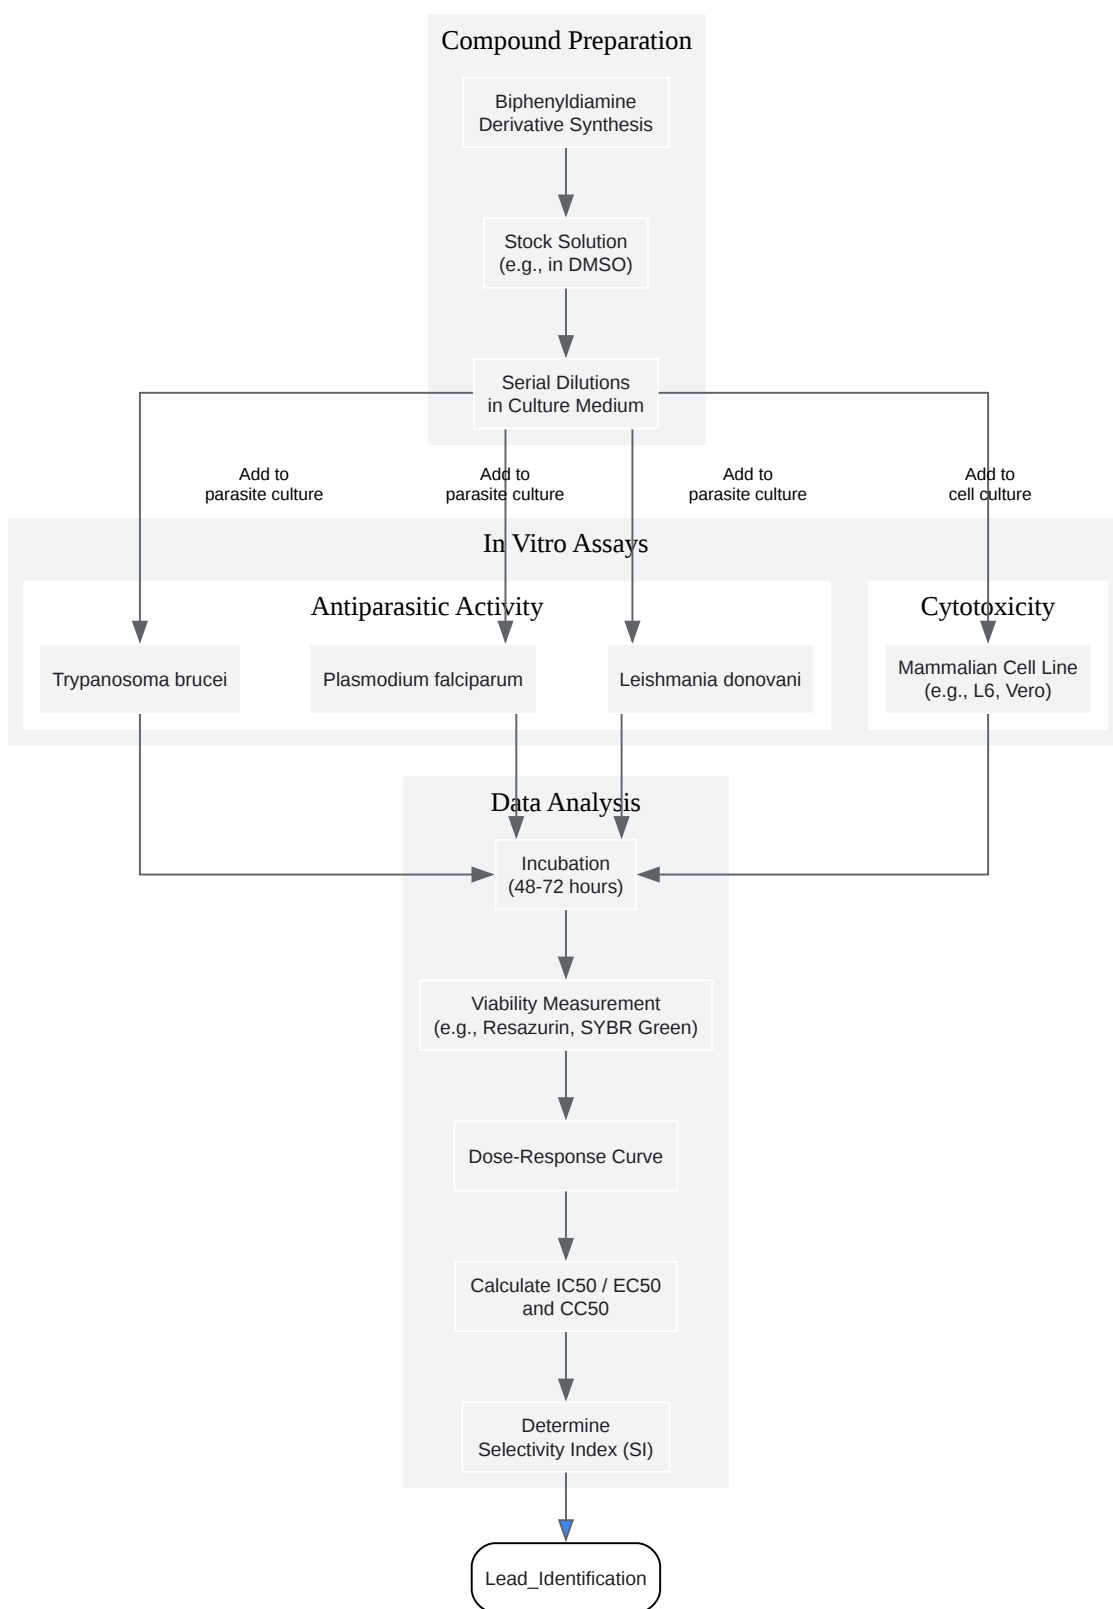 Compound Preparation
Biphenyldiamine
Derivative Synthesis
Stock Solution
(e.g., in DMSO)
Serial Dilutions
in Culture Medium
Add to
parasite culture
Add to
parasite culture
Add to
parasite culture
Add to
cell culture
In Vitro Assays
Antiparasitic Activity
Cytotoxicity
Trypanosoma brucei
Plasmodium falciparum
Leishmania donovani
Mammalian Cell Line
(e.g., L6, Vero)
Data Analysis
Incubation
(48-72 hours)
Viability Measurement
(e.g., Resazurin, SYBR Green)
Dose-Response Curve
Calculate IC50 / EC50
and CC50
Determine
Selectivity Index (SI)
Lead_Identification